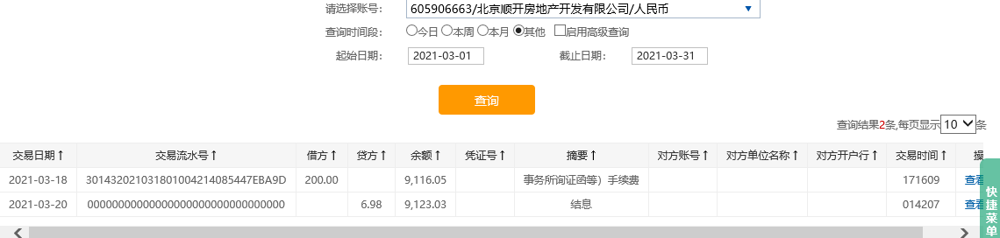 请选择账号： 605906663/北京顺开房地产开发有限公司/人民币
查询时间段： 今日 本周 本月 其他 启用高级查询
起始日期： 2021-03-01 截止日期： 2021-03-31
查询
查询结果2条,每页显示 10 条
交易日期↑ 交易流水号↑ 借方↑ 贷方↑ 余额↑ 凭证号↑ 摘要↑ 对方账号↑ 对方单位名称↑ 对方开户行↑ 交易时间↑ 操
2021-03-18 301432021031801004214085447EBA9D 200.00 9,116.05 事务所询证函等）手续费 171609 查看
2021-03-20 00000000000000000000000000000000 6.98 9,123.03 结息 014207 查看
快捷菜单